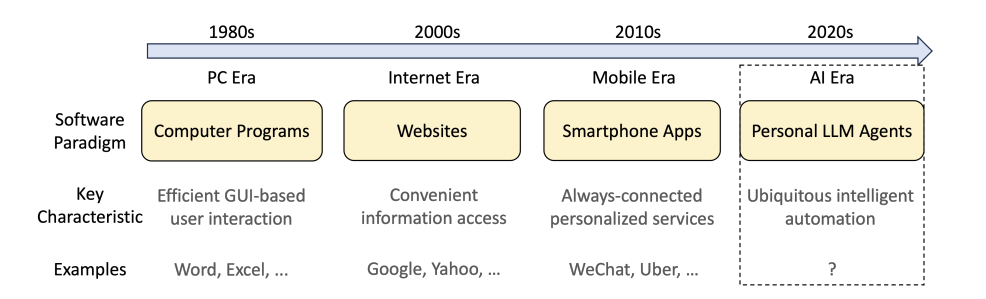 1980s 2000s 2010s 2020s
PC Era Internet Era Mobile Era AI Era
Software
Paradigm
Computer Programs Websites Smartphone Apps Personal LLM Agents
Key
Characteristic
Efficient GUI-based
user interaction
Convenient
information access
Always-connected
personalized services
Ubiquitous intelligent
automation
Examples Word, Excel, ... Google, Yahoo, ... WeChat, Uber, ... ?